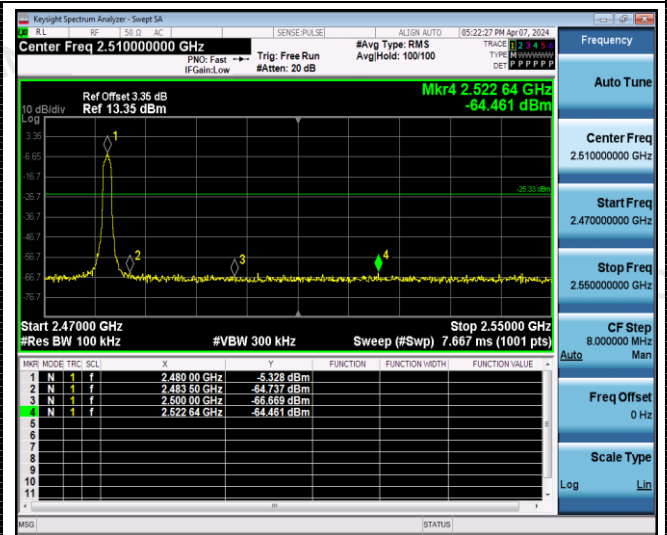 Keysight Spectrum Analyzer - Swept SA
RL RF 50 Ω AC SENSE:PULSE ALIGN AUTO 05:22:27 PM Apr 07, 2024
Center Freq 2.510000000 GHz
PNO: Fast
IFGain:Low
Trig: Free Run
#Atten: 20 dB
#Avg Type: RMS
Avg|Hold: 100/100
TRACE 1 2 3 4 5 6
TYPE M W W W W W
DET P P P P P P
Mkr4 2.522 64 GHz
-64.461 dBm
Ref Offset 3.35 dB
10 dB/div Ref 13.35 dBm
Log
3.35
-6.65
-16.7
-26.7
-36.7
-46.7
-56.7
-66.7
-76.7
1
2
3
4
-25.33 dBm
Start 2.47000 GHz Stop 2.55000 GHz
#Res BW 100 kHz #VBW 300 kHz Sweep (#Swp) 7.667 ms (1001 pts)
MKR MODE TRC SCL X Y FUNCTION FUNCTION WIDTH FUNCTION VALUE
1 N 1 f 2.480 00 GHz -5.328 dBm
2 N 1 f 2.483 50 GHz -64.737 dBm
3 N 1 f 2.500 00 GHz -66.669 dBm
4 N 1 f 2.522 64 GHz -64.461 dBm
5
6
7
8
9
10
11
MSG STATUS
Frequency
Auto Tune
Center Freq
2.510000000 GHz
Start Freq
2.470000000 GHz
Stop Freq
2.550000000 GHz
CF Step
8.000000 MHz
Auto Man
Freq Offset
0 Hz
Scale Type
Log Lin